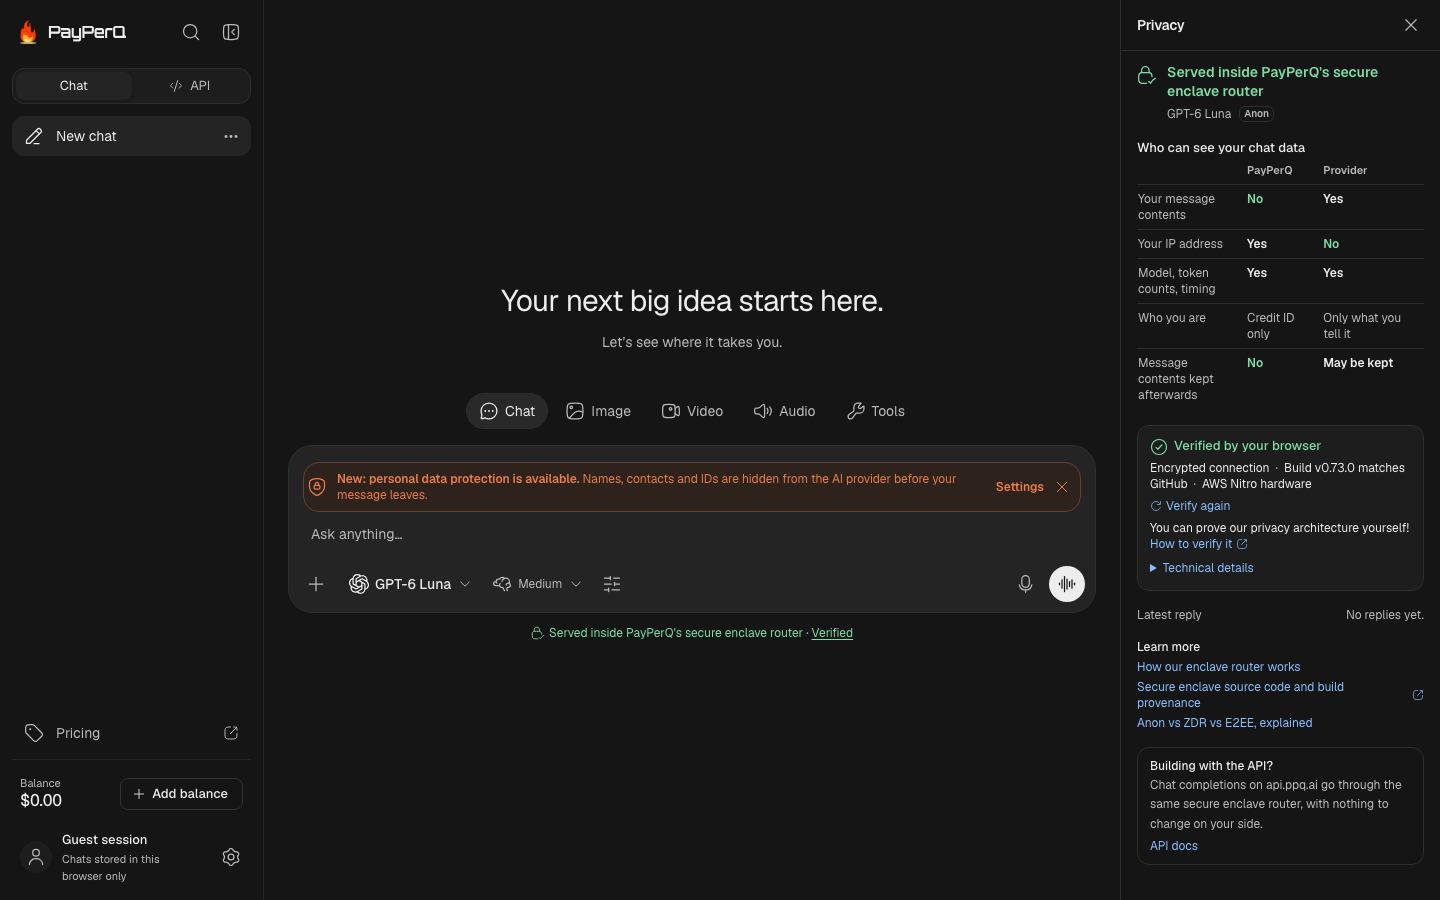 PayPerQ
Chat
API
New chat
Pricing
Balance
$0.00
Add balance
Guest session
Chats stored in this
browser only
Your next big idea starts here.
Let's see where it takes you.
Chat
Image
Video
Audio
Tools
New: personal data protection is available. Names, contacts and IDs are hidden from the AI provider before your
message leaves.
Settings
Ask anything...
GPT-6 Luna
Medium
Served inside PayPerQ's secure enclave router · Verified
Privacy
Served inside PayPerQ's secure
enclave router
GPT-6 Luna Anon
Who can see your chat data
PayPerQ Provider
Your message No Yes
contents
Your IP address Yes No
Model, token Yes Yes
counts, timing
Who you are Credit ID Only what you
only tell it
Message No May be kept
contents kept
afterwards
Verified by your browser
Encrypted connection · Build v0.73.0 matches
GitHub · AWS Nitro hardware
Verify again
You can prove our privacy architecture yourself!
How to verify it
Technical details
Latest reply No replies yet.
Learn more
How our enclave router works
Secure enclave source code and build
provenance
Anon vs ZDR vs E2EE, explained
Building with the API?
Chat completions on api.ppq.ai go through the
same secure enclave router, with nothing to
change on your side.
API docs